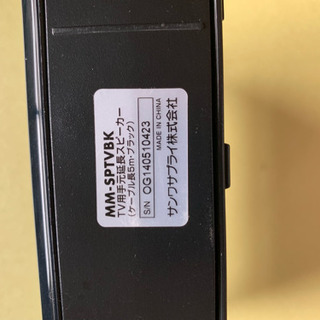 MM-SPTVBK
TV用手元延長スピーカー
(ケーブル長5m・ブラック)
S/N OG140510423
MADE IN CHINA
サンワサプライ株式会社